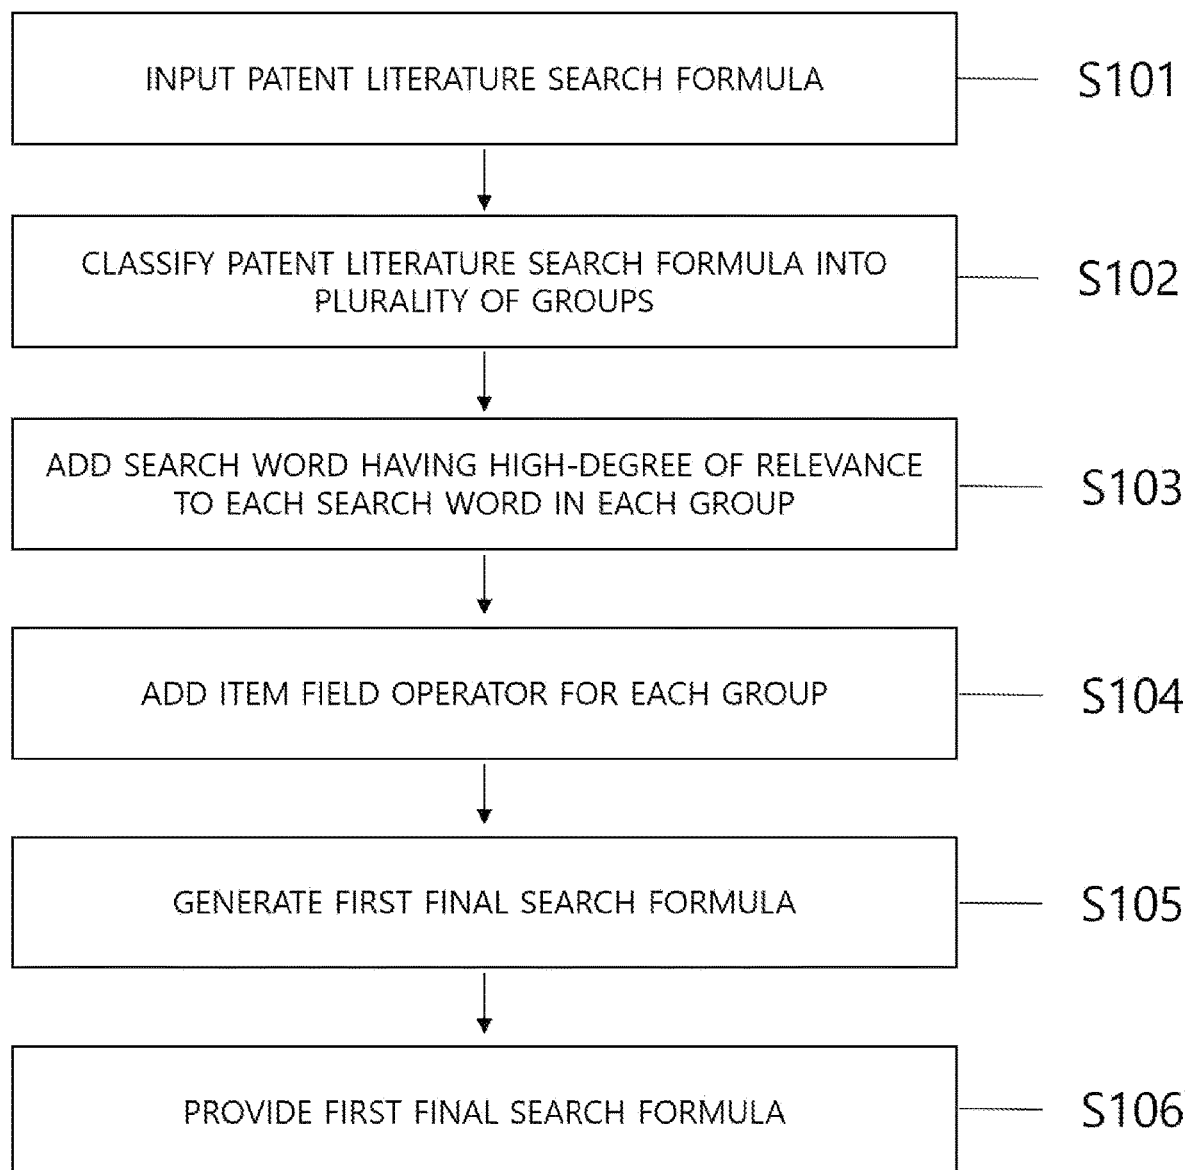 INPUT PATENT LITERATURE SEARCH FORMULA
S101
CLASSIFY PATENT LITERATURE SEARCH FORMULA INTO
PLURALITY OF GROUPS
S102
ADD SEARCH WORD HAVING HIGH-DEGREE OF RELEVANCE
TO EACH SEARCH WORD IN EACH GROUP
S103
ADD ITEM FIELD OPERATOR FOR EACH GROUP
S104
GENERATE FIRST FINAL SEARCH FORMULA
S105
PROVIDE FIRST FINAL SEARCH FORMULA
S106